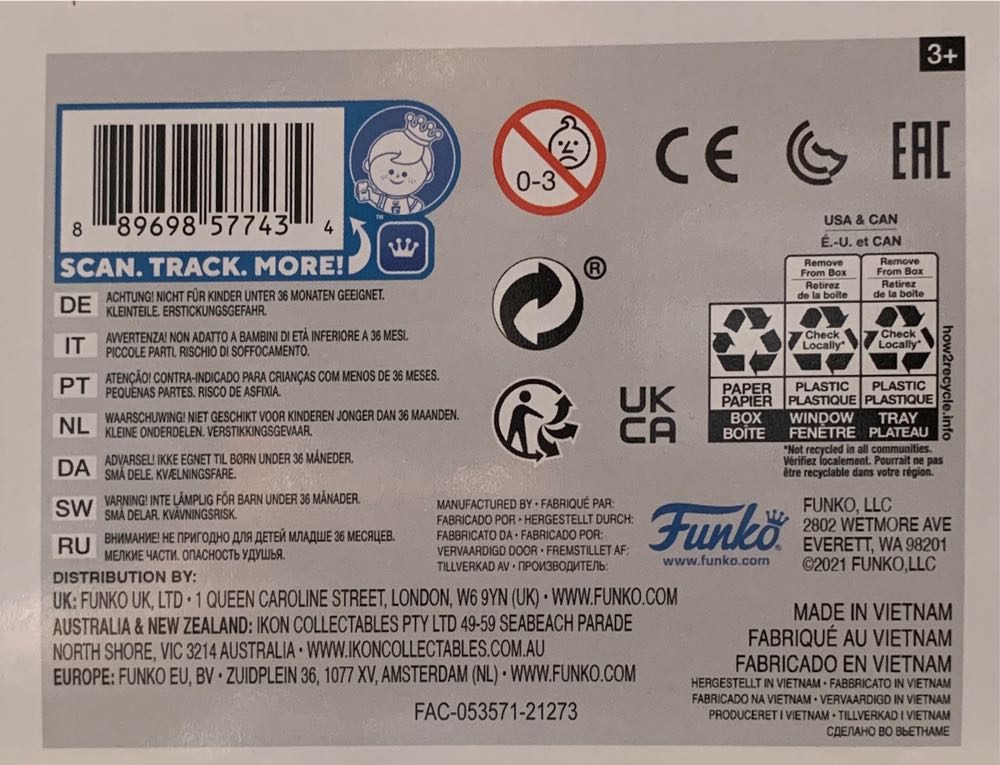 3+
8 89698 57743 4
SCAN. TRACK. MORE!
™
0-3
CE
EAC
®
UK
CA
USA & CAN
É.-U. et CAN
Remove From Box
Retirez de la boîte
Remove From Box
Retirez de la boîte
Check Locally*
Check Locally*
PAPER PAPIER
PLASTIC PLASTIQUE
PLASTIC PLASTIQUE
BOX BOÎTE
WINDOW FENÊTRE
TRAY PLATEAU
how2recycle.info
*Not recycled in all communities.
Vérifiez localement. Pourrait ne pas
être recyclable dans votre région.
DE ACHTUNG! NICHT FÜR KINDER UNTER 36 MONATEN GEEIGNET.
KLEINTEILE. ERSTICKUNGSGEFAHR.
IT AVVERTENZA! NON ADATTO A BAMBINI DI ETÀ INFERIORE A 36 MESI.
PICCOLE PARTI. RISCHIO DI SOFFOCAMENTO.
PT ATENÇÃO! CONTRA-INDICADO PARA CRIANÇAS COM MENOS DE 36 MESES.
PEQUENAS PARTES. RISCO DE ASFIXIA.
NL WAARSCHUWING! NIET GESCHIKT VOOR KINDEREN JONGER DAN 36 MAANDEN.
KLEINE ONDERDELEN. VERSTIKKINGSGEVAAR.
DA ADVARSEL! IKKE EGNET TIL BØRN UNDER 36 MÅNEDER.
SMÅ DELE. KVÆLNINGSFARE.
SW VARNING! INTE LÄMPLIG FÖR BARN UNDER 36 MÅNADER.
SMÅ DELAR. KVÄVNINGSRISK.
RU ВНИМАНИЕ! НЕ ПРИГОДНО ДЛЯ ДЕТЕЙ МЛАДШЕ 36 МЕСЯЦЕВ.
МЕЛКИЕ ЧАСТИ. ОПАСНОСТЬ УДУШЬЯ.
MANUFACTURED BY • FABRIQUÉ PAR:
FABRICADO POR • HERGESTELLT DURCH:
FABBRICATO DA • FABRICADO POR:
VERVAARDIGD DOOR • FREMSTILLET AF:
TILLVERKAD AV • ПРОИЗВОДИТЕЛЬ:
Funko®
www.funko.com
FUNKO, LLC
2802 WETMORE AVE
EVERETT, WA 98201
©2021 FUNKO,LLC
DISTRIBUTION BY:
UK: FUNKO UK, LTD • 1 QUEEN CAROLINE STREET, LONDON, W6 9YN (UK) • WWW.FUNKO.COM
AUSTRALIA & NEW ZEALAND: IKON COLLECTABLES PTY LTD 49-59 SEABEACH PARADE
NORTH SHORE, VIC 3214 AUSTRALIA • WWW.IKONCOLLECTABLES.COM.AU
EUROPE: FUNKO EU, BV • ZUIDPLEIN 36, 1077 XV, AMSTERDAM (NL) • WWW.FUNKO.COM
FAC-053571-21273
MADE IN VIETNAM
FABRIQUÉ AU VIETNAM
FABRICADO EN VIETNAM
HERGESTELLT IN VIETNAM • FABBRICATO IN VIETNAM
FABRICADO NA VIETNAM • VERVAARDIGD IN VIETNAM
PRODUCERET I VIETNAM • TILLVERKAD I VIETNAM
СДЕЛАНО ВО ВЬЕТНАМЕ